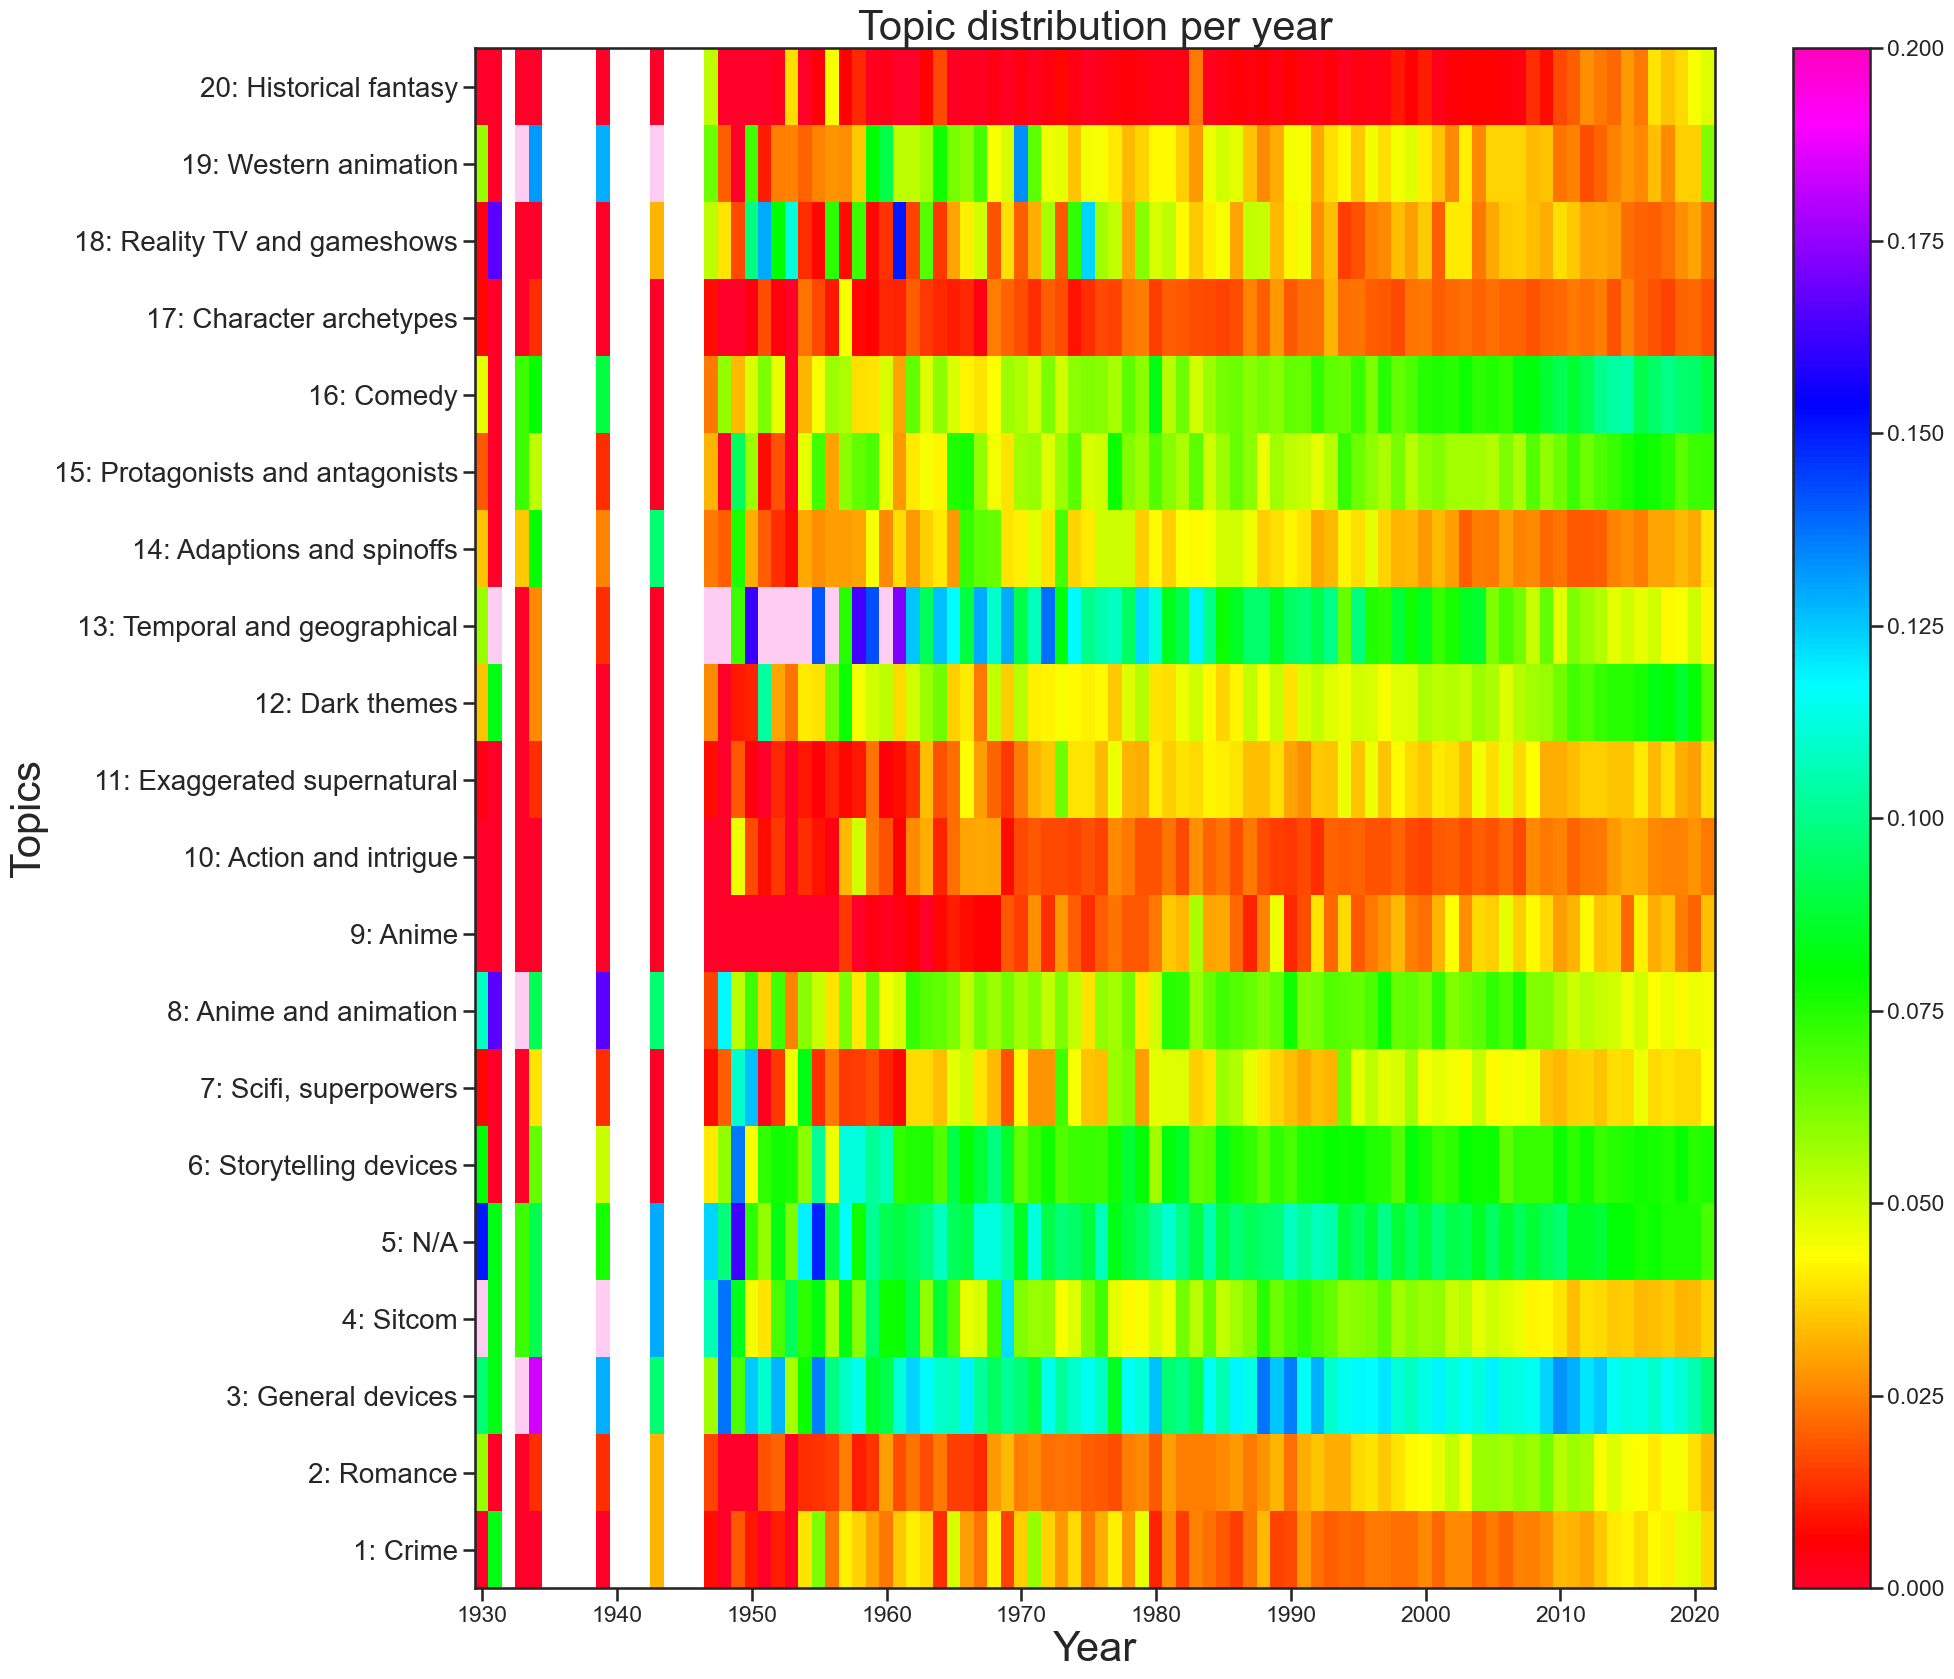 Topic distribution per year
20: Historical fantasy
19: Western animation
18: Reality TV and gameshows
17: Character archetypes
16: Comedy
15: Protagonists and antagonists
14: Adaptions and spinoffs
13: Temporal and geographical
12: Dark themes
11: Exaggerated supernatural
10: Action and intrigue
9: Anime
8: Anime and animation
7: Scifi, superpowers
6: Storytelling devices
5: N/A
4: Sitcom
3: General devices
2: Romance
1: Crime
Topics
1930 1940 1950 1960 1970 1980 1990 2000 2010 2020
Year
0.200
0.175
0.150
0.125
0.100
0.075
0.050
0.025
0.000